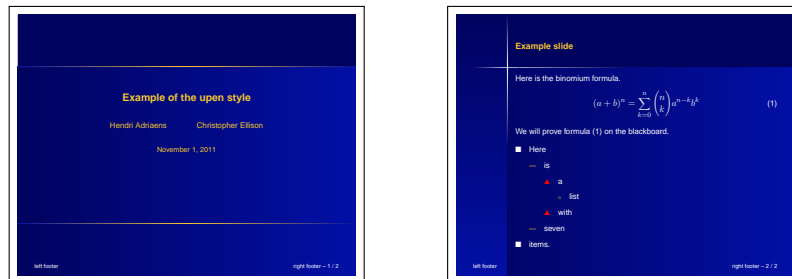 Example of the upen style
Hendri Adriaens Christopher Ellison
November 1, 2011
left footer right footer – 1 / 2
Example slide
Here is the binomium formula.
(a + b)^n = \sum_{k=0}^{n} \binom{n}{k} a^{n-k} b^k (1)
We will prove formula (1) on the blackboard.
■ Here
— is
▲ a
● list
▲ with
— seven
■ items.
left footer right footer – 2 / 2